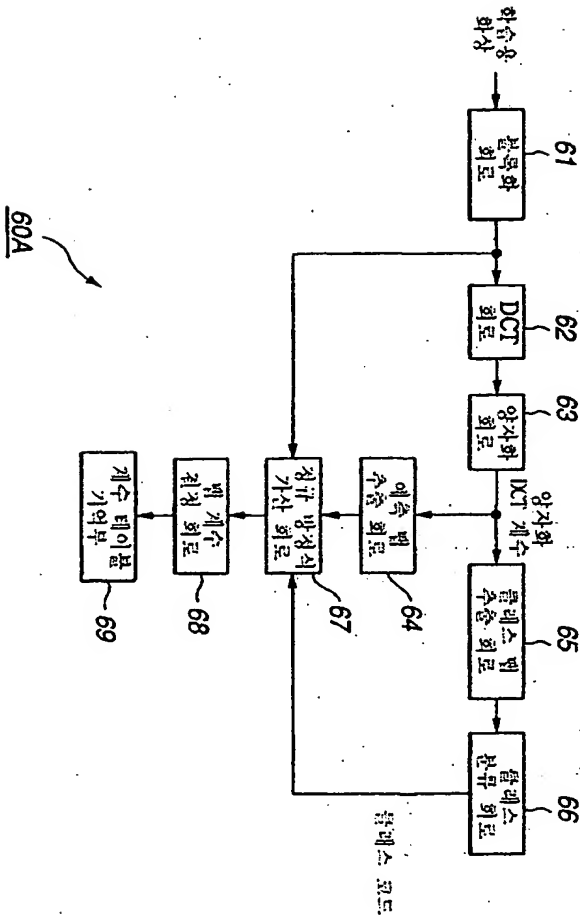 학습용
화상
61
블록화
회로
62
DCT
회로
63
양자화
회로
양자화
DCT 계수
65
클래스 탭
추출 회로
66
클래스
분류 회로
64
예측 탭
추출 회로
67
정규 방정식
가산 회로
클래스 코드
68
탭 계수
결정 회로
69
계수 테이블
기억부
60A